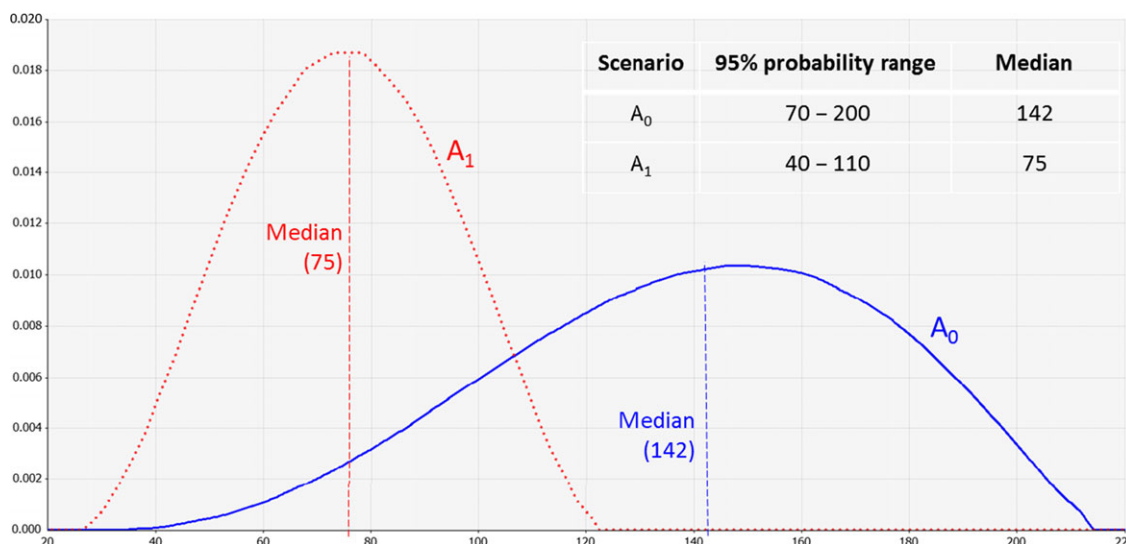 0.020
0.018
0.016
0.014
0.012
0.010
0.008
0.006
0.004
0.002
0.000
20 40 60 80 100 120 140 160 180 200 220
Scenario 95% probability range Median
A₀ 70 – 200 142
A₁ 40 – 110 75
A₁
Median
(75)
A₀
Median
(142)